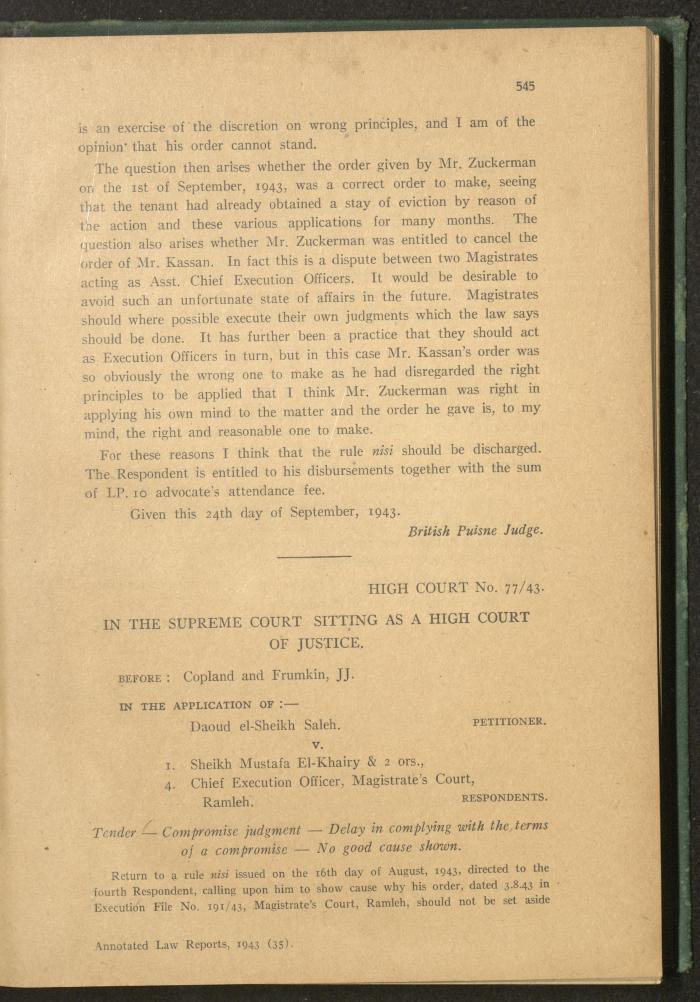 545
is an exercise of the discretion on wrong principles, and I am of the
opinion that his order cannot stand.
The question then arises whether the order given by Mr. Zuckerman
on the 1st of September, 1943, was a correct order to make, seeing
that the tenant had already obtained a stay of eviction by reason of
the action and these various applications for many months. The
question also arises whether Mr. Zuckerman was entitled to cancel the
order of Mr. Kassan. In fact this is a dispute between two Magistrates
acting as Asst. Chief Execution Officers. It would be desirable to
avoid such an unfortunate state of affairs in the future. Magistrates
should where possible execute their own judgments which the law says
should be done. It has further been a practice that they should act
as Execution Officers in turn, but in this case Mr. Kassan's order was
so obviously the wrong one to make as he had disregarded the right
principles to be applied that I think Mr. Zuckerman was right in
applying his own mind to the matter and the order he gave is, to my
mind, the right and reasonable one to make.
For these reasons I think that the rule nisi should be discharged.
The Respondent is entitled to his disbursements together with the sum
of LP. 10 advocate's attendance fee.
Given this 24th day of September, 1943.
British Puisne Judge.
HIGH COURT No. 77/43.
IN THE SUPREME COURT SITTING AS A HIGH COURT
OF JUSTICE.
BEFORE : Copland and Frumkin, JJ.
IN THE APPLICATION OF :—
Daoud el-Sheikh Saleh. PETITIONER.
v.
1. Sheikh Mustafa El-Khairy & 2 ors.,
4. Chief Execution Officer, Magistrate's Court,
Ramleh. RESPONDENTS.
Tender — Compromise judgment — Delay in complying with the terms
of a compromise — No good cause shown.
Return to a rule nisi issued on the 16th day of August, 1943, directed to the
fourth Respondent, calling upon him to show cause why his order, dated 3.8.43 in
Execution File No. 191/43, Magistrate's Court, Ramleh, should not be set aside
Annotated Law Reports, 1943 (35).